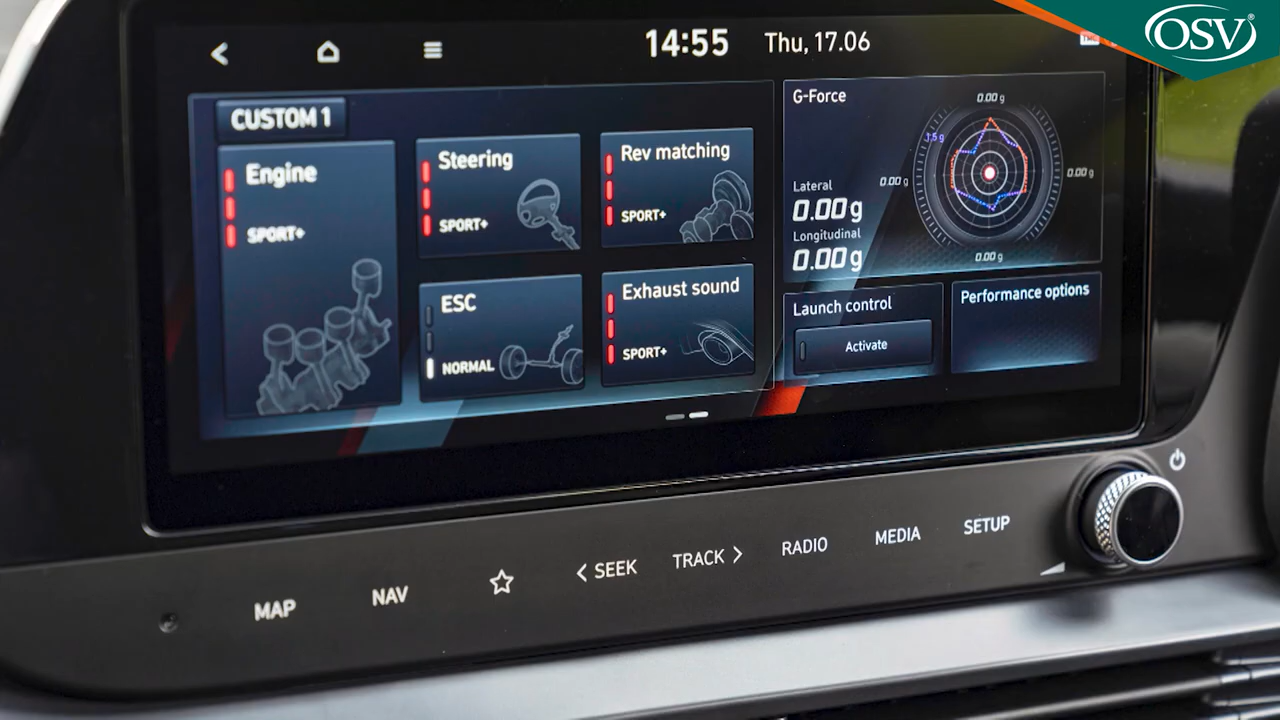 OSV®
14:55 Thu, 17.06
CUSTOM 1
Engine
SPORT+
Steering
SPORT+
Rev matching
SPORT+
ESC
NORMAL
Exhaust sound
SPORT+
G-Force
0.00 g
1.5 g
0.00 g
0.00 g
0.00 g
Lateral
0.00 g
Longitudinal
0.00 g
Launch control
Activate
Performance options
MAP
NAV
SEEK
TRACK
RADIO
MEDIA
SETUP